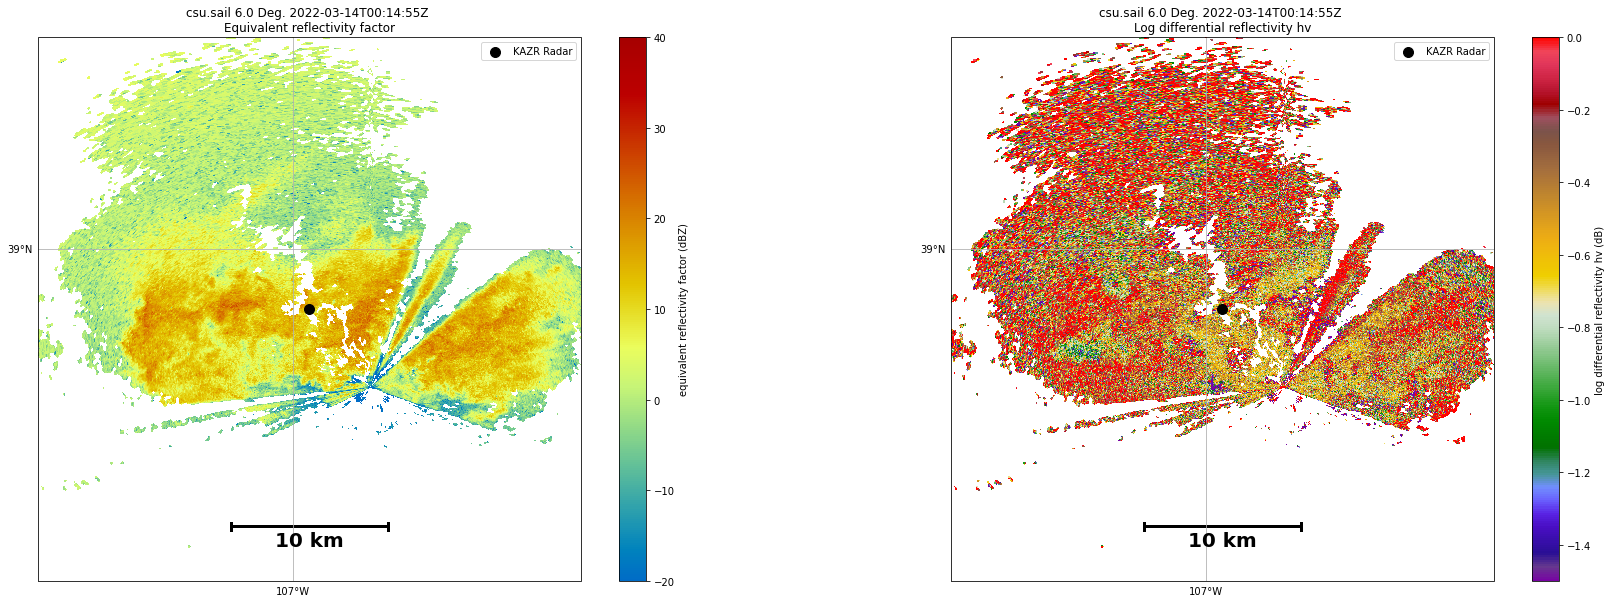 csu.sail 6.0 Deg. 2022-03-14T00:14:55Z
Equivalent reflectivity factor
KAZR Radar
39°N
107°W
10 km
40
30
20
10
0
−10
−20
equivalent reflectivity factor (dBZ)
csu.sail 6.0 Deg. 2022-03-14T00:14:55Z
Log differential reflectivity hv
KAZR Radar
39°N
107°W
10 km
0.0
−0.2
−0.4
−0.6
−0.8
−1.0
−1.2
−1.4
log differential reflectivity hv (dB)